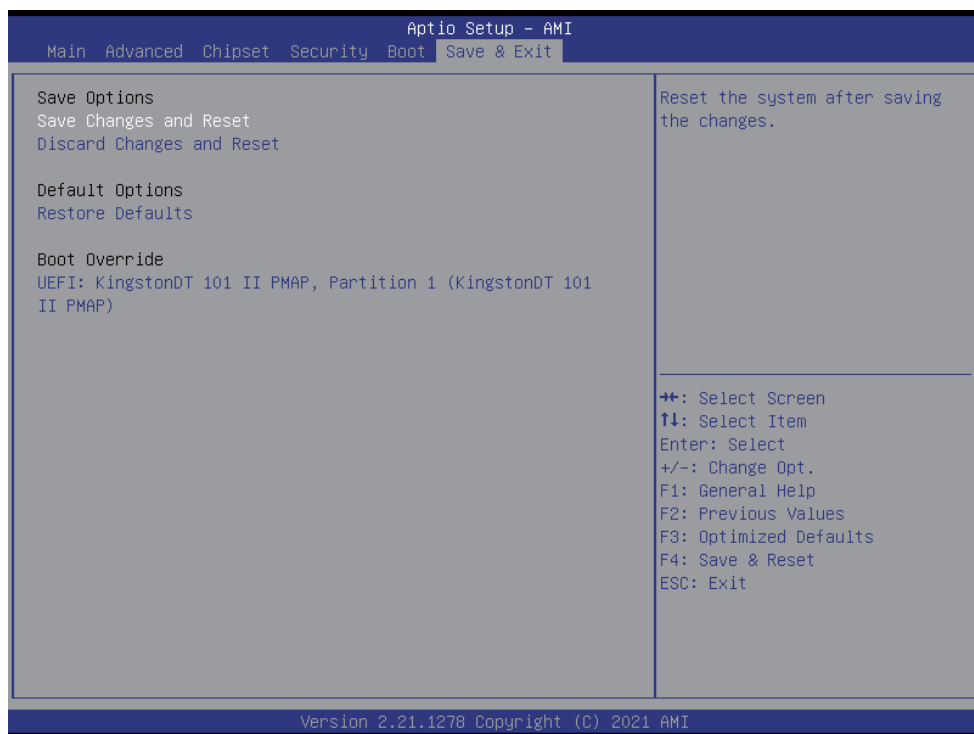 Aptio Setup – AMI
Main Advanced Chipset Security Boot Save & Exit
Save Options
Save Changes and Reset
Discard Changes and Reset
Default Options
Restore Defaults
Boot Override
UEFI: KingstonDT 101 II PMAP, Partition 1 (KingstonDT 101
II PMAP)
Reset the system after saving
the changes.
→←: Select Screen
↑↓: Select Item
Enter: Select
+/-: Change Opt.
F1: General Help
F2: Previous Values
F3: Optimized Defaults
F4: Save & Reset
ESC: Exit
Version 2.21.1278 Copyright (C) 2021 AMI